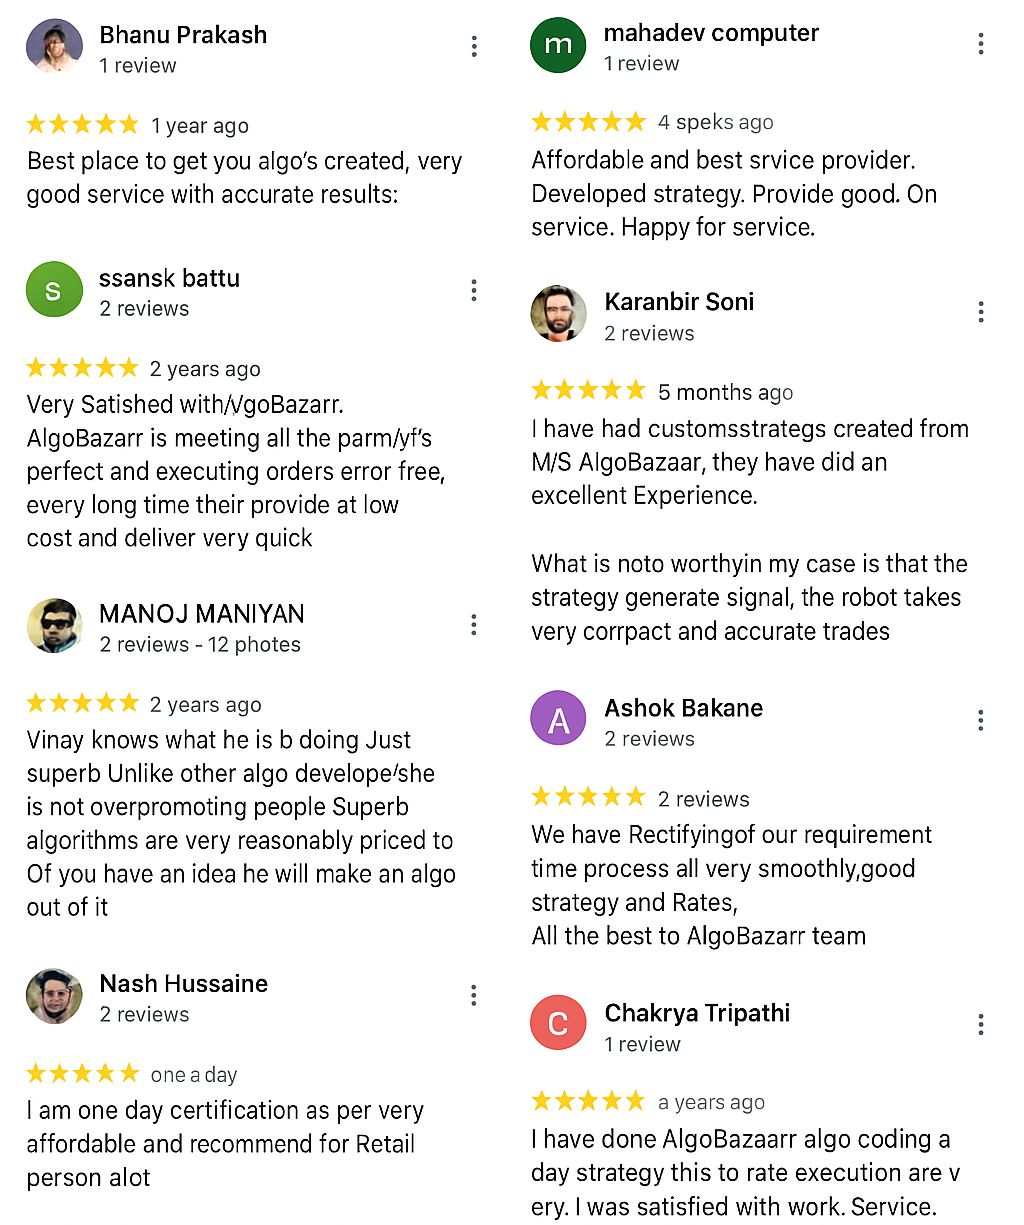 Bhanu Prakash
1 review
1 year ago
Best place to get you algo’s created, very
good service with accurate results:
ssansk battu
2 reviews
2 years ago
Very Satished with/\/goBazarr.
AlgoBazarr is meeting all the parm/yf’s
perfect and executing orders error free,
every long time their provide at low
cost and deliver very quick
MANOJ MANIYAN
2 reviews - 12 photos
2 years ago
Vinay knows what he is b doing Just
superb Unlike other algo develope/she
is not overpromoting people Superb
algorithms are very reasonably priced to
Of you have an idea he will make an algo
out of it
Nash Hussaine
2 reviews
one a day
I am one day certification as per very
affordable and recommend for Retail
person alot
m
mahadev computer
1 review
4 speks ago
Affordable and best srvice provider.
Developed strategy. Provide good. On
service. Happy for service.
Karanbir Soni
2 reviews
5 months ago
I have had customsstrategs created from
M/S AlgoBazaar, they have did an
excellent Experience.
What is noto worthyin my case is that the
strategy generate signal, the robot takes
very corrpact and accurate trades
A
Ashok Bakane
2 reviews
2 reviews
We have Rectifyingof our requirement
time process all very smoothly,good
strategy and Rates,
All the best to AlgoBazarr team
C
Chakrya Tripathi
1 review
a years ago
I have done AlgoBazaarr algo coding a
day strategy this to rate execution are v
ery. I was satisfied with work. Service.
s